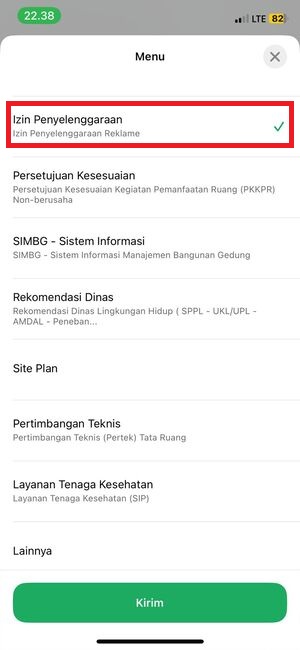 22.38
LTE 82
Menu
Izin Penyelenggaraan
Izin Penyelenggaraan Reklame
Persetujuan Kesesuaian
Persetujuan Kesesuaian Kegiatan Pemanfaatan Ruang (PKKPR)
Non-berusaha
SIMBG - Sistem Informasi
SIMBG - Sistem Informasi Manajemen Bangunan Gedung
Rekomendasi Dinas
Rekomendasi Dinas Lingkungan Hidup ( SPPL - UKL/UPL -
AMDAL - Peneban...
Site Plan
Pertimbangan Teknis
Pertimbangan Teknis (Pertek) Tata Ruang
Layanan Tenaga Kesehatan
Layanan Tenaga Kesehatan (SIP)
Lainnya
Kirim